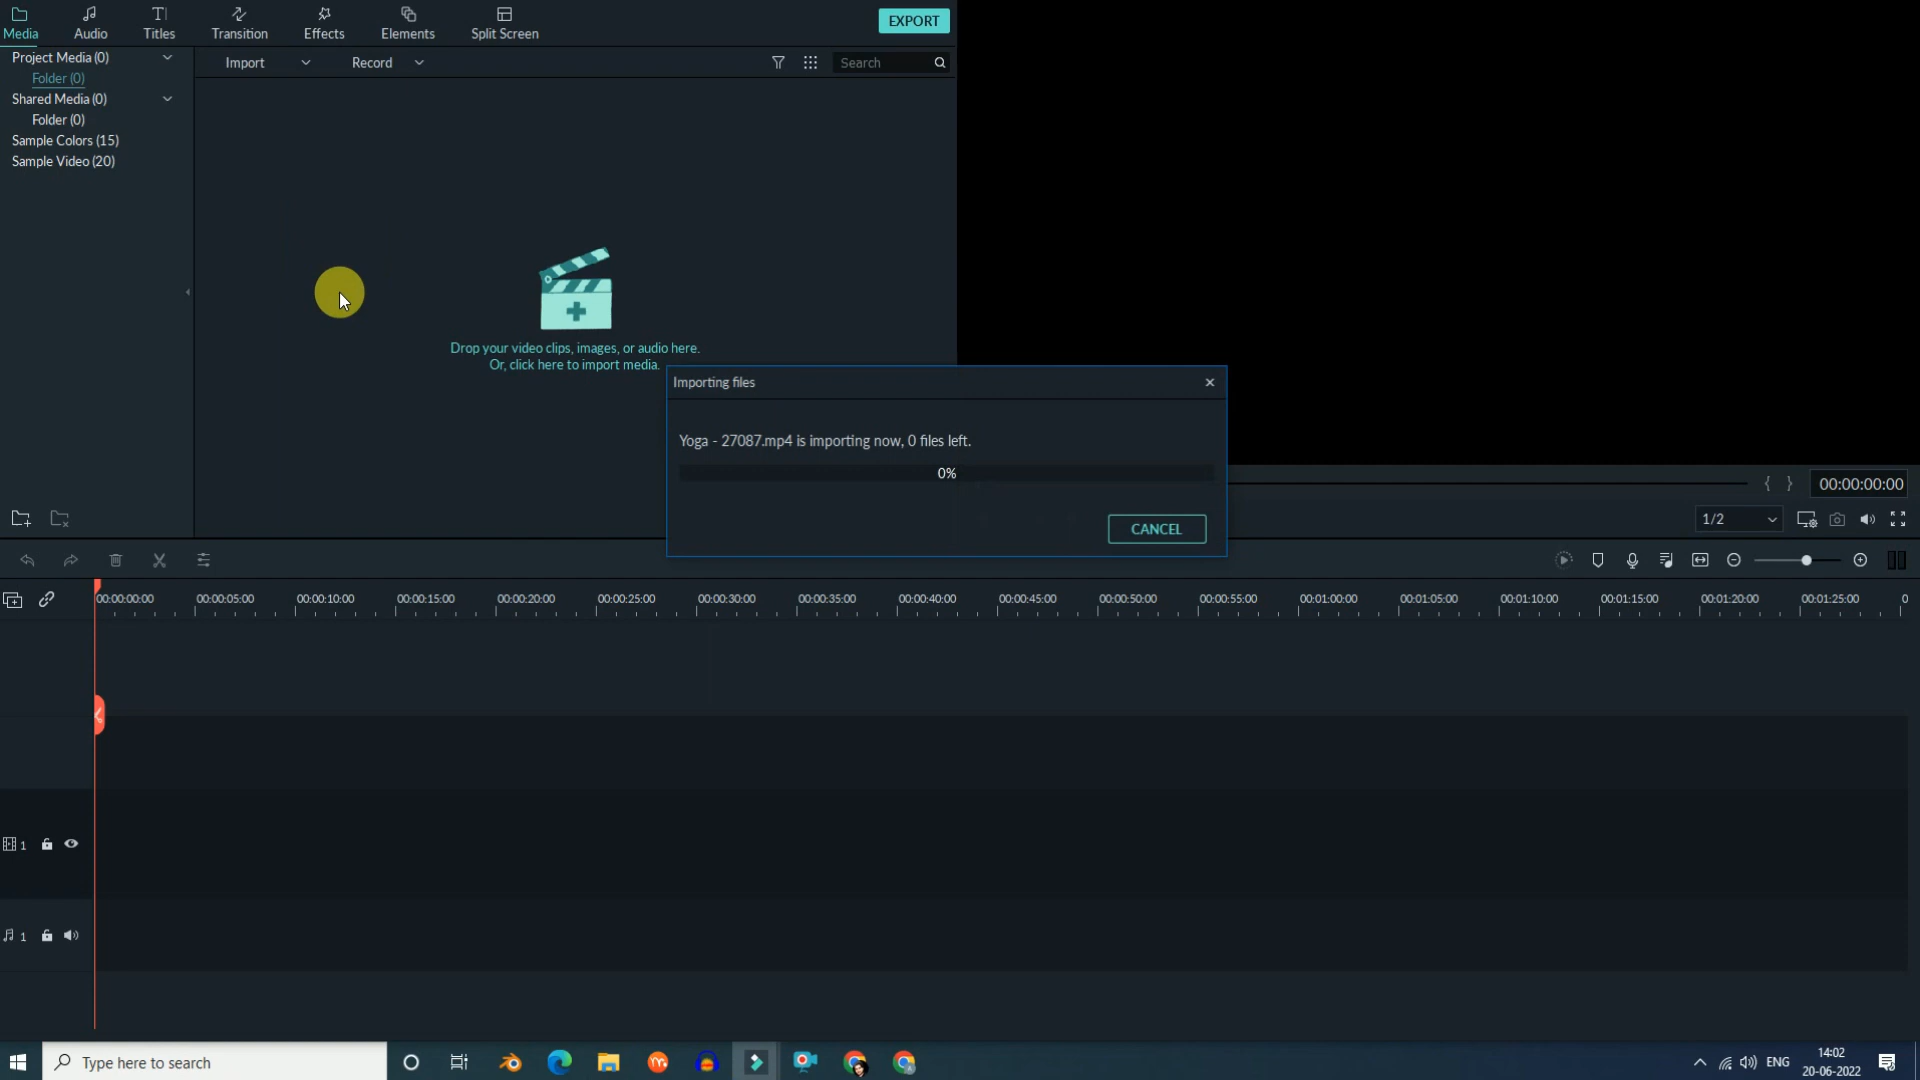 Media
Audio
Titles
Transition
Effects
Elements
Split Screen
EXPORT
Project Media (0)
Folder (0)
Shared Media (0)
Folder (0)
Sample Colors (15)
Sample Video (20)
Import
Record
Search
Drop your video clips, images, or audio here.
Or, click here to import media.
Importing files
Yoga - 27087.mp4 is importing now, 0 files left.
0%
CANCEL
{ } 00:00:00:00
1/2
00:00:00:00 00:00:05:00 00:00:10:00 00:00:15:00 00:00:20:00 00:00:25:00 00:00:30:00 00:00:35:00 00:00:40:00 00:00:45:00 00:00:50:00 00:00:55:00 00:01:00:00 00:01:05:00 00:01:10:00 00:01:15:00 00:01:20:00 00:01:25:00 0
1
1
Type here to search
ENG
14:02
20-06-2022